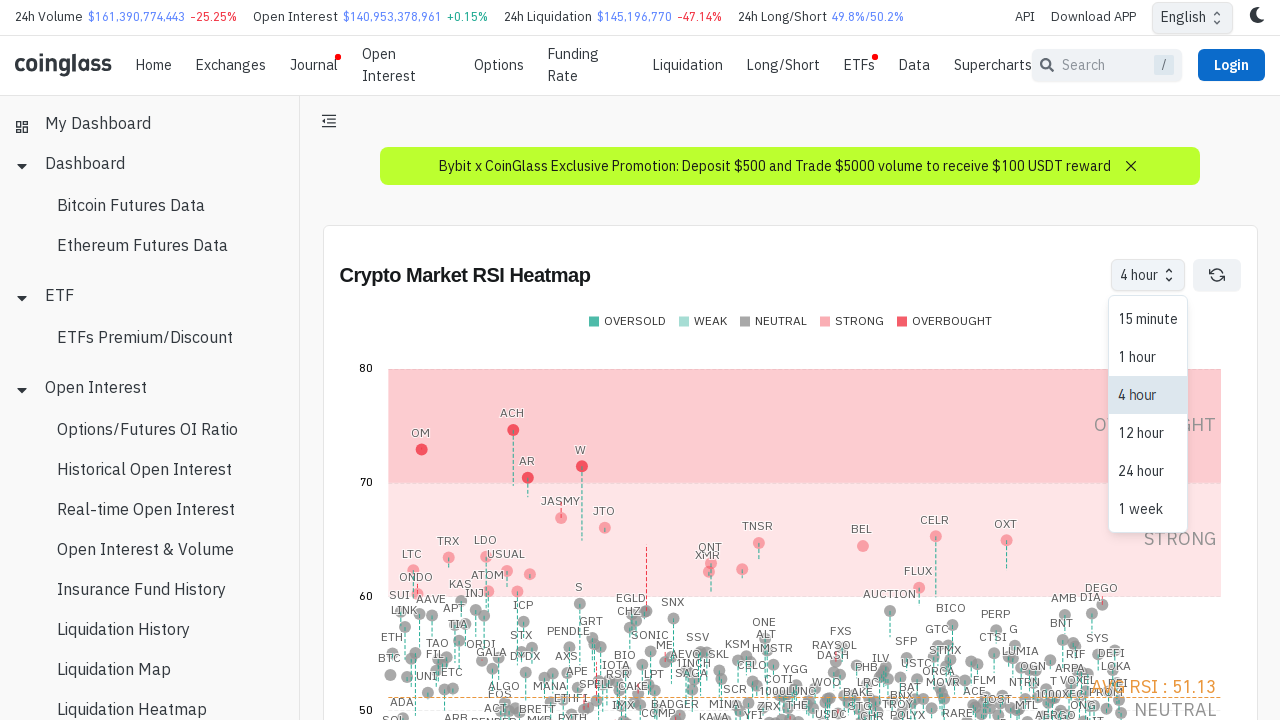 24h Volume $161,390,774,443 -25.25% Open Interest $140,953,378,961 +0.15% 24h Liquidation $145,196,770 -47.14% 24h Long/Short 49.8%/50.2% API Download APP English
coinglass Home Exchanges Journal Open Interest Options Funding Rate Liquidation Long/Short ETFs Data Supercharts Search / Login
My Dashboard
Dashboard
Bitcoin Futures Data
Ethereum Futures Data
ETF
ETFs Premium/Discount
Open Interest
Options/Futures OI Ratio
Historical Open Interest
Real-time Open Interest
Open Interest & Volume
Insurance Fund History
Liquidation History
Liquidation Map
Liquidation Heatmap
Bybit x CoinGlass Exclusive Promotion: Deposit $500 and Trade $5000 volume to receive $100 USDT reward
Crypto Market RSI Heatmap
4 hour
15 minute
1 hour
4 hour
12 hour
24 hour
1 week
OVERSOLD WEAK NEUTRAL STRONG OVERBOUGHT
80
ACH
OM
W
AR
70
JASMY
JTO
TNSR
BEL
CELR
OXT
STRONG
TRX
LDO
LTC
USUAL
ONT
XMR
ONDO
ATOM
FLUX
KAS
S
DEGO
60
SUI
AAVE
INJ
EGLD
SNX
AUCTION
AMB
DIA
LINK
APT
ICP
CHZ
BICO
PERP
TIA
GRT
ONE
BNT
ETH
STX
PENDLE
SONIC
SSV
ALT
FXS
GTC
CTSI
G
SYS
TAO
ORDI
ME
KSM
HMSTR
RAYSOL
SFP
STMX
LUMIA
RIF
DEFI
BTC
FIL
GALA
DYDX
AXS
BIO
AEVO
SKL
DASH
ILV
USTC
UNI
ETC
APE
IOTA
1INCH
CELO
YGG
PHB
ORCA
OGN
ARPA
LOKA
ALGO
MANA
SPELL
LSRR
LPT
SAGA
COTI
WOO
LRC
BAT
MOVR
FLM
NTRN
T
VOXEL
REI
AVG RSI : 51.13
ADA
EOS
ETHFI
CAKE
SCR
1000LUNC
BAKE
BNX
ACE
1000XEC
PROM
ACT
BRETT
IMX
BADGER
MINA
ZRX
THE
STG
TROY
IOST
MTL
ONG
NEUTRAL
50
ARB
MKR
COMP
KAVA
YFI
USDC
CHR
POLYX
RARE
AERGO